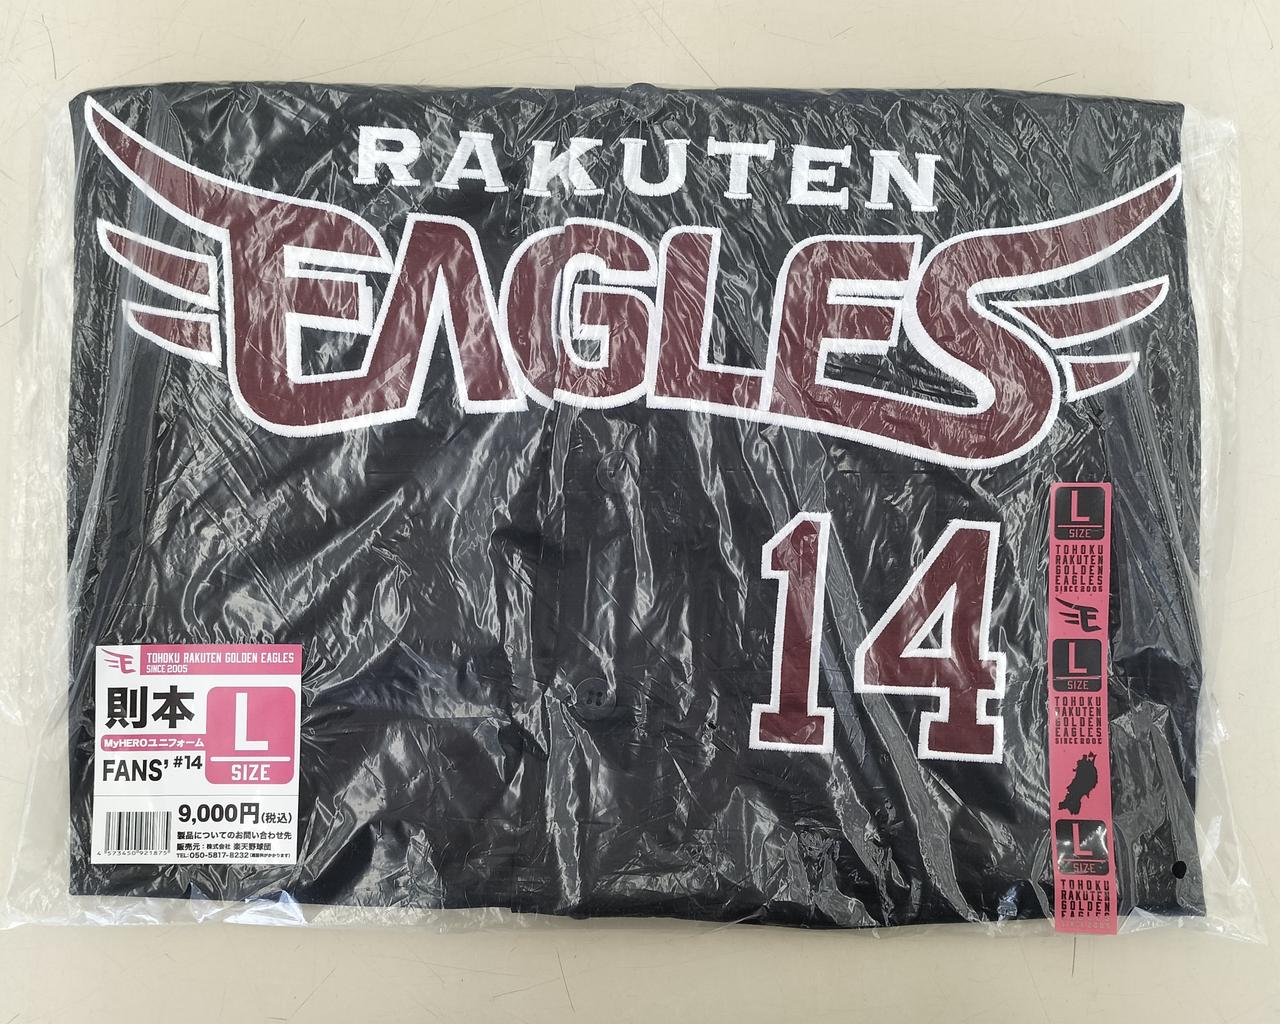 RAKUTEN
EAGLES
14
TOHOKU RAKUTEN GOLDEN EAGLES
SINCE 2005
則本
MyHEROユニフォーム
FANS' #14
L
SIZE
9,000円(税込)
製品についてのお問い合わせ先
販売元：株式会社 楽天野球団
TEL:050-5817-8232
4 573450 921875
L
SIZE
TOHOKU
RAKUTEN
GOLDEN
EAGLES
SINCE 2005
E
L
SIZE
TOHOKU
RAKUTEN
GOLDEN
EAGLES
SINCE 2005
L
SIZE
TOHOKU
RAKUTEN
GOLDEN
EAGLES